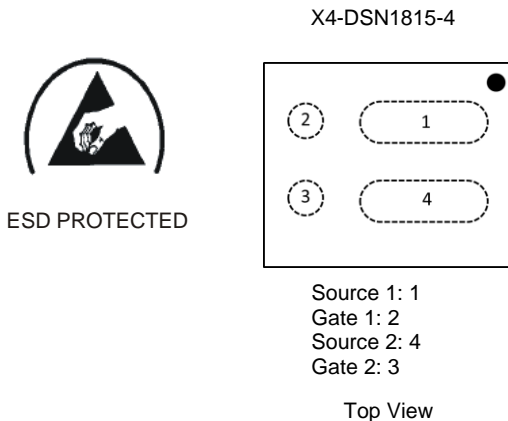 X4-DSN1815-4
ESD PROTECTED
2
1
3
4
Source 1: 1
Gate 1: 2
Source 2: 4
Gate 2: 3
Top View